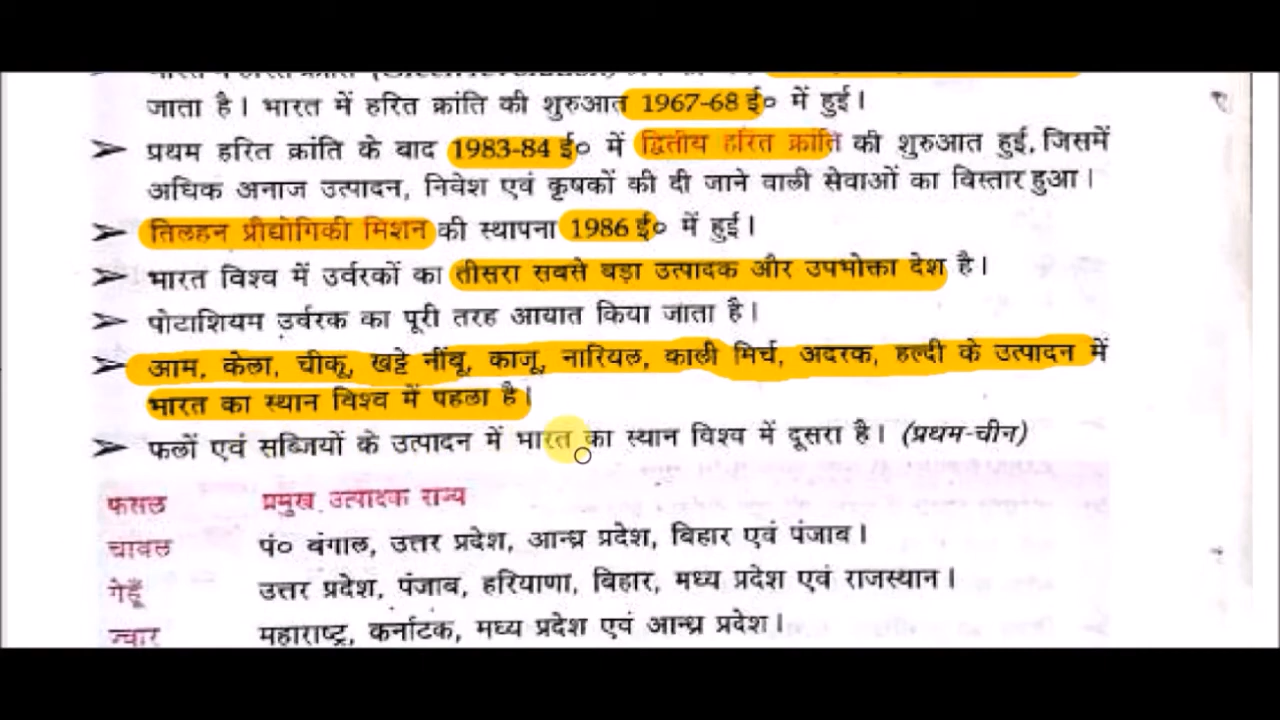 जाता है। भारत में हरित क्रांति की शुरुआत 1967-68 ई० में हुई।
➢ प्रथम हरित क्रांति के बाद 1983-84 ई० में द्वितीय हरित क्रांति की शुरुआत हुई, जिसमें
अधिक अनाज उत्पादन, निवेश एवं कृषकों की दी जाने वाली सेवाओं का विस्तार हुआ।
➢ तिलहन प्रौद्योगिकी मिशन की स्थापना 1986 ई० में हुई।
➢ भारत विश्व में उर्वरकों का तीसरा सबसे बड़ा उत्पादक और उपभोक्ता देश है।
➢ पोटाशियम उर्वरक का पूरी तरह आयात किया जाता है।
➢ आम, केला, चीकू, खट्टे नींबू, काजू, नारियल, काली मिर्च, अदरक, हल्दी के उत्पादन में
भारत का स्थान विश्व में पहला है।
➢ फलों एवं सब्जियों के उत्पादन में भारत का स्थान विश्व में दूसरा है। (प्रथम-चीन)
फसल प्रमुख उत्पादक राज्य
चावल पं० बंगाल, उत्तर प्रदेश, आन्ध्र प्रदेश, बिहार एवं पंजाब।
गेहूँ उत्तर प्रदेश, पंजाब, हरियाणा, बिहार, मध्य प्रदेश एवं राजस्थान।
ज्वार महाराष्ट्र, कर्नाटक, मध्य प्रदेश एवं आन्ध्र प्रदेश।